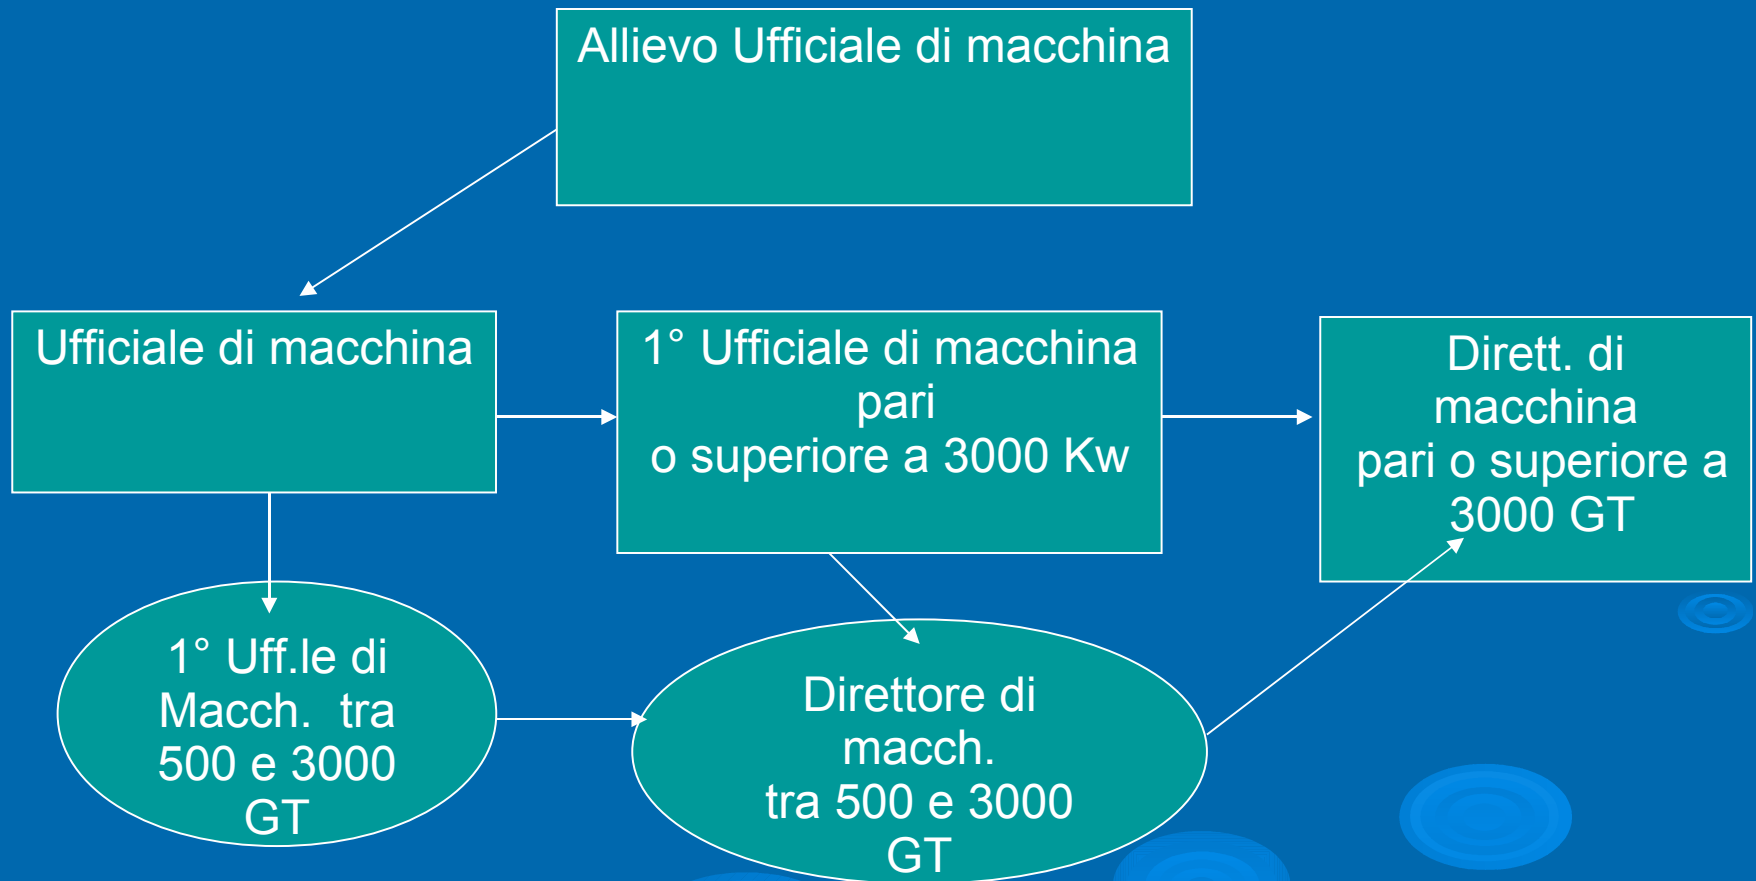 Allievo Ufficiale di macchina
Ufficiale di macchina
1° Ufficiale di macchina
pari
o superiore a 3000 Kw
Dirett. di
macchina
pari o superiore a
3000 GT
1° Uff.le di
Macch. tra
500 e 3000
GT
Direttore di
macch.
tra 500 e 3000
GT